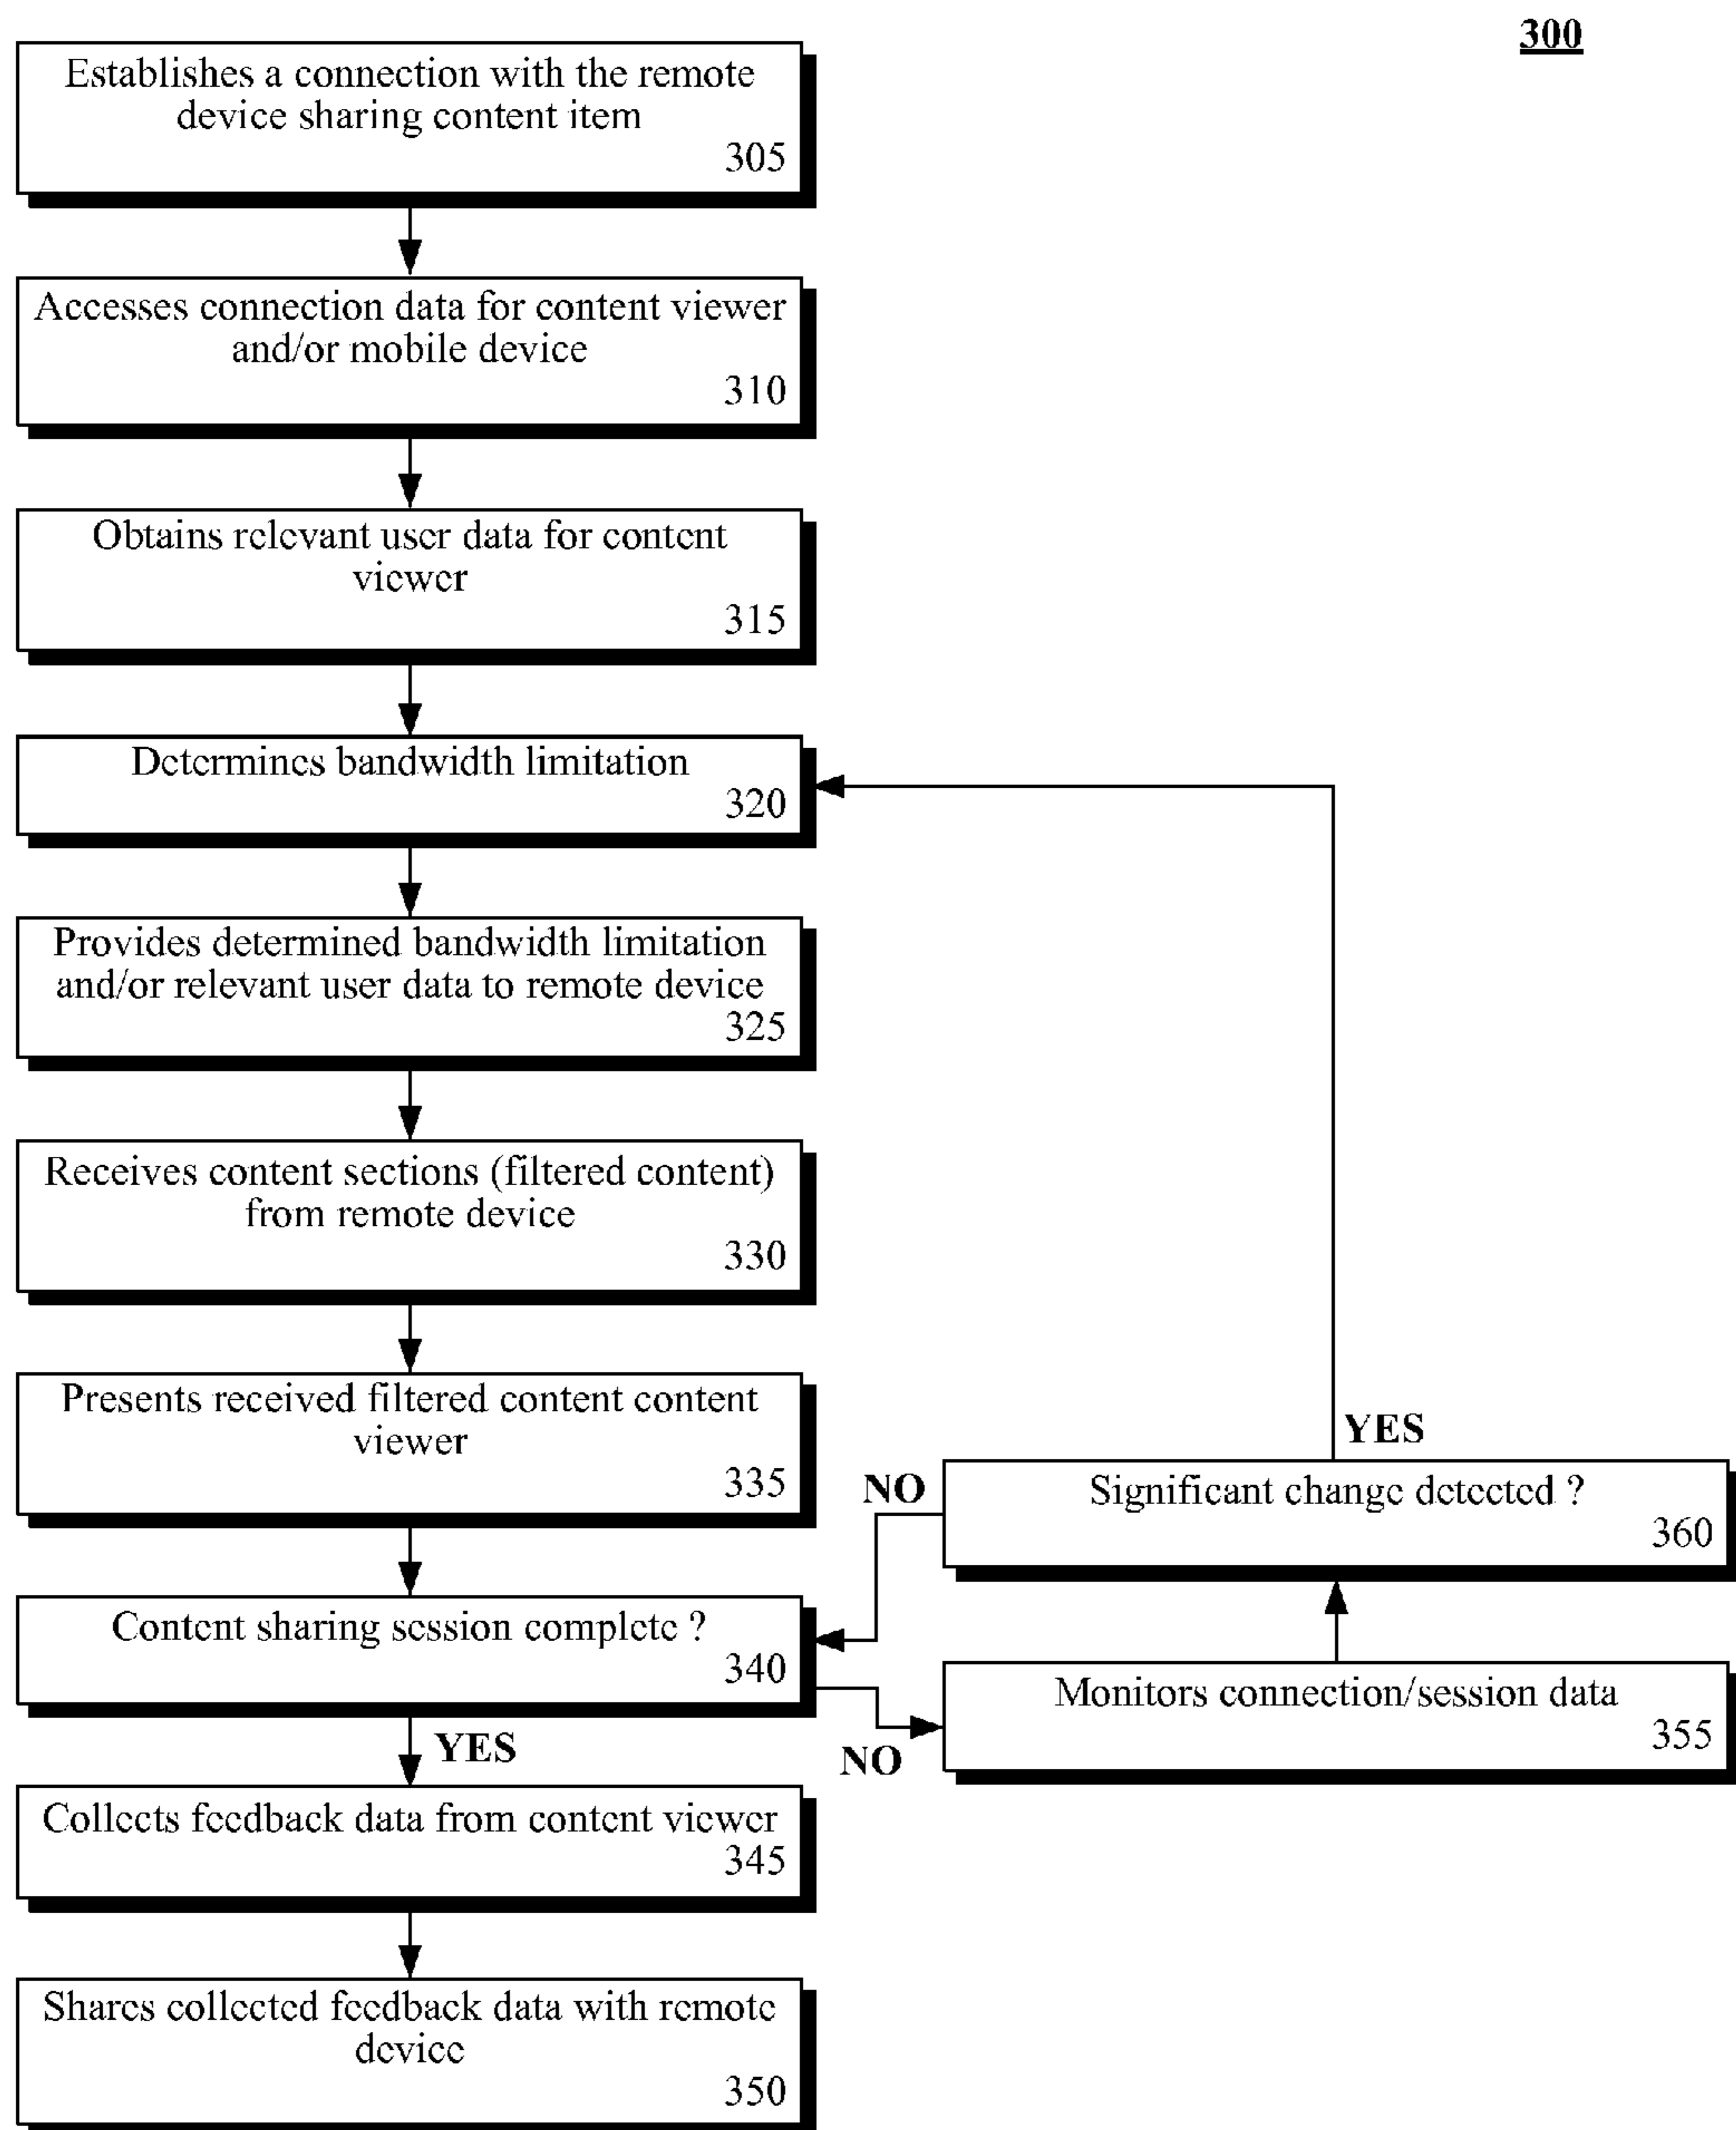 300
Establishes a connection with the remote
device sharing content item
305
Accesses connection data for content viewer
and/or mobile device
310
Obtains relevant user data for content
viewer
315
Determines bandwidth limitation
320
Provides determined bandwidth limitation
and/or relevant user data to remote device
325
Receives content sections (filtered content)
from remote device
330
Presents received filtered content content
viewer
335
YES
NO
Significant change detected ?
360
Content sharing session complete ?
340
Monitors connection/session data
355
YES
NO
Collects feedback data from content viewer
345
Shares collected feedback data with remote
device
350